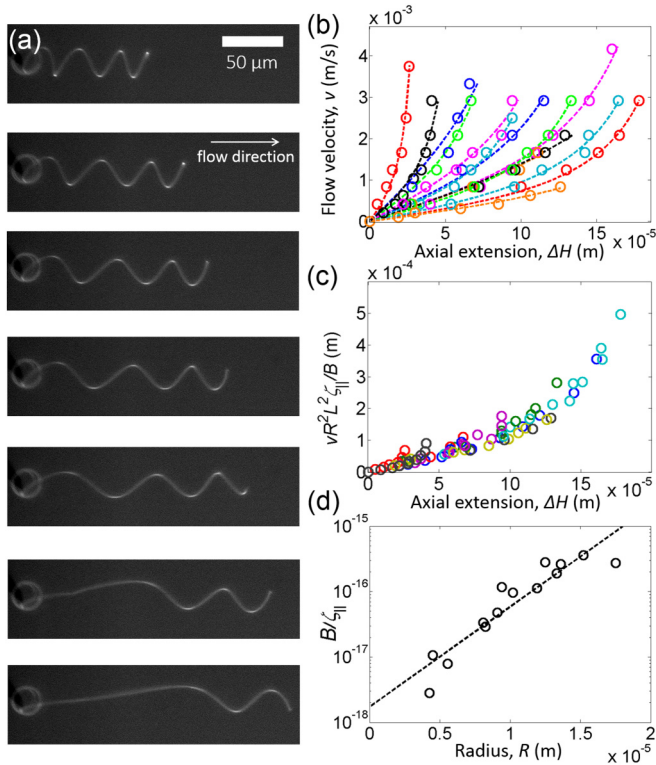 (a)
50 μm
flow direction
(b)
x 10⁻³
Flow velocity, v (m/s)
4
3
2
1
0
0
5
10
15
Axial extension, ΔH (m)
x 10⁻⁵
(c)
x 10⁻⁴
vR²L²ζ∥/B (m)
5
4
3
2
1
0
0
5
10
15
Axial extension, ΔH (m)
x 10⁻⁵
(d)
B/ζ∥
10⁻¹⁵
10⁻¹⁶
10⁻¹⁷
10⁻¹⁸
0
0.5
1
1.5
2
Radius, R (m)
x 10⁻⁵